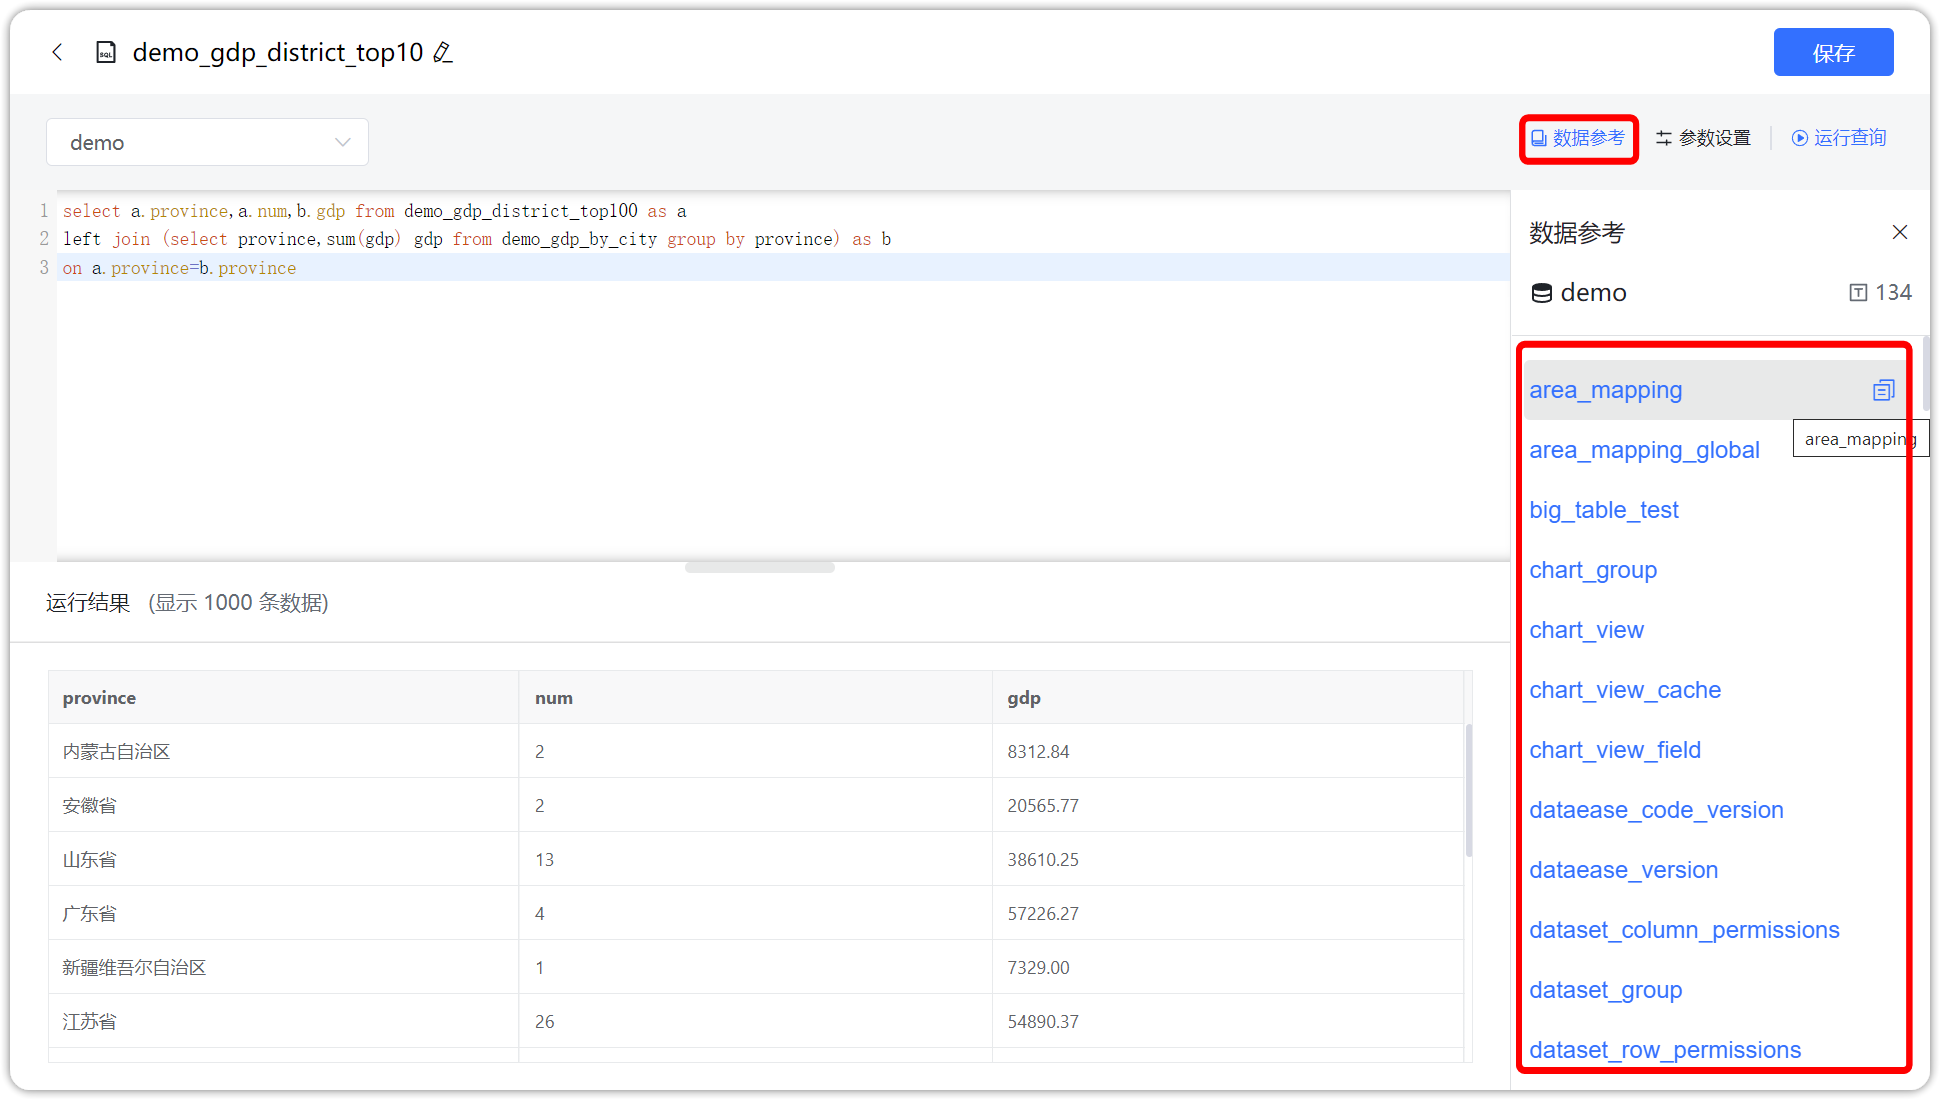 demo_gdp_district_top10
保存
demo
数据参考
参数设置
运行查询
1 select a.province,a.num,b.gdp from demo_gdp_district_top100 as a
2 left join (select province,sum(gdp) gdp from demo_gdp_by_city group by province) as b
3 on a.province=b.province
数据参考
demo
134
area_mapping
area_mapping
area_mapping_global
big_table_test
chart_group
chart_view
chart_view_cache
chart_view_field
dataease_code_version
dataease_version
dataset_column_permissions
dataset_group
dataset_row_permissions
运行结果 (显示 1000 条数据)
province num gdp
内蒙古自治区 2 8312.84
安徽省 2 20565.77
山东省 13 38610.25
广东省 4 57226.27
新疆维吾尔自治区 1 7329.00
江苏省 26 54890.37